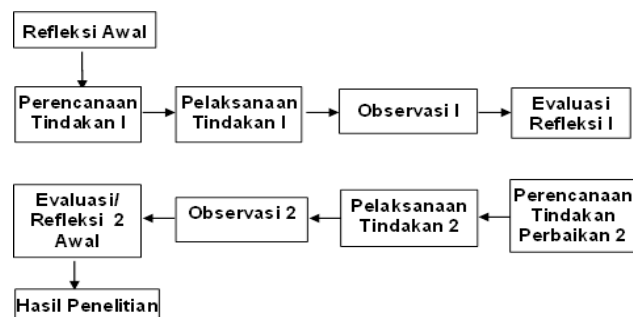 Refleksi Awal
Perencanaan
Tindakan I
Pelaksanaan
Tindakan I
Observasi I
Evaluasi
Refleksi I
Evaluasi/
Refleksi 2
Awal
Observasi 2
Pelaksanaan
Tindakan 2
Perencanaan
Tindakan
Perbaikan 2
Hasil Penelitian